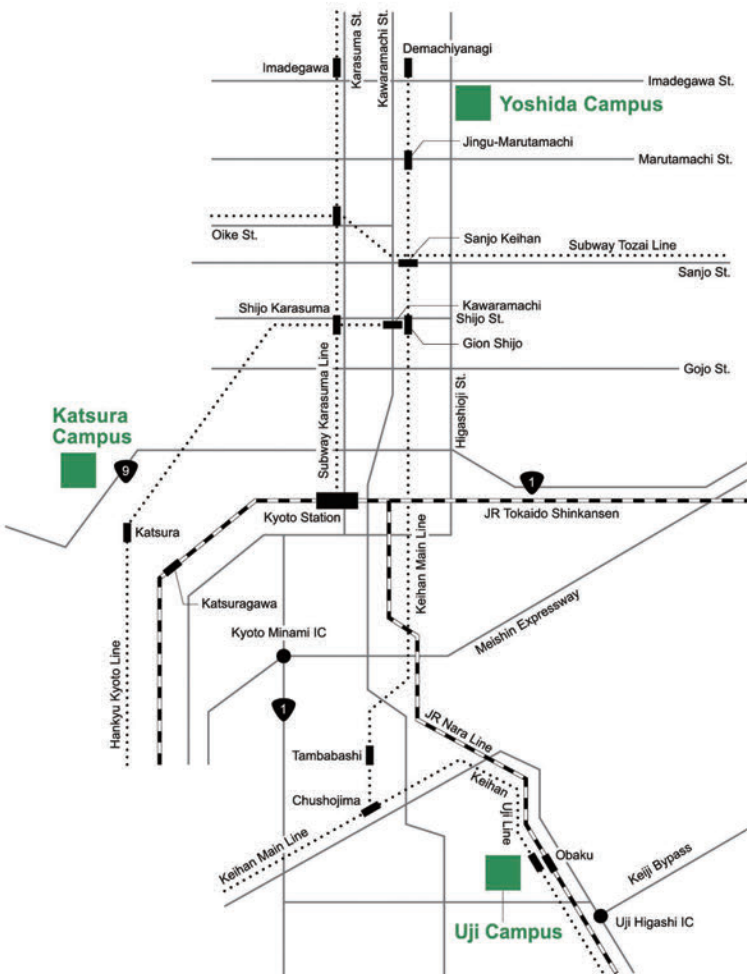 Karasuma St.
Kawaramachi St.
Demachiyanagi
Imadegawa
Imadegawa St.
Yoshida Campus
Jingu-Marutamachi
Marutamachi St.
Oike St.
Sanjo Keihan
Subway Tozai Line
Sanjo St.
Shijo Karasuma
Kawaramachi
Shijo St.
Gion Shijo
Gojo St.
Subway Karasuma Line
Higashioji St.
Katsura
Campus
9
1
Kyoto Station
JR Tokaido Shinkansen
Katsura
Keihan Main Line
Katsuragawa
Meishin Expressway
Kyoto Minami IC
Hankyu Kyoto Line
1
JR Nara Line
Tambabashi
Keihan
Uji Line
Chushojima
Keihan Main Line
Obaku
Keiji Bypass
Uji Higashi IC
Uji Campus